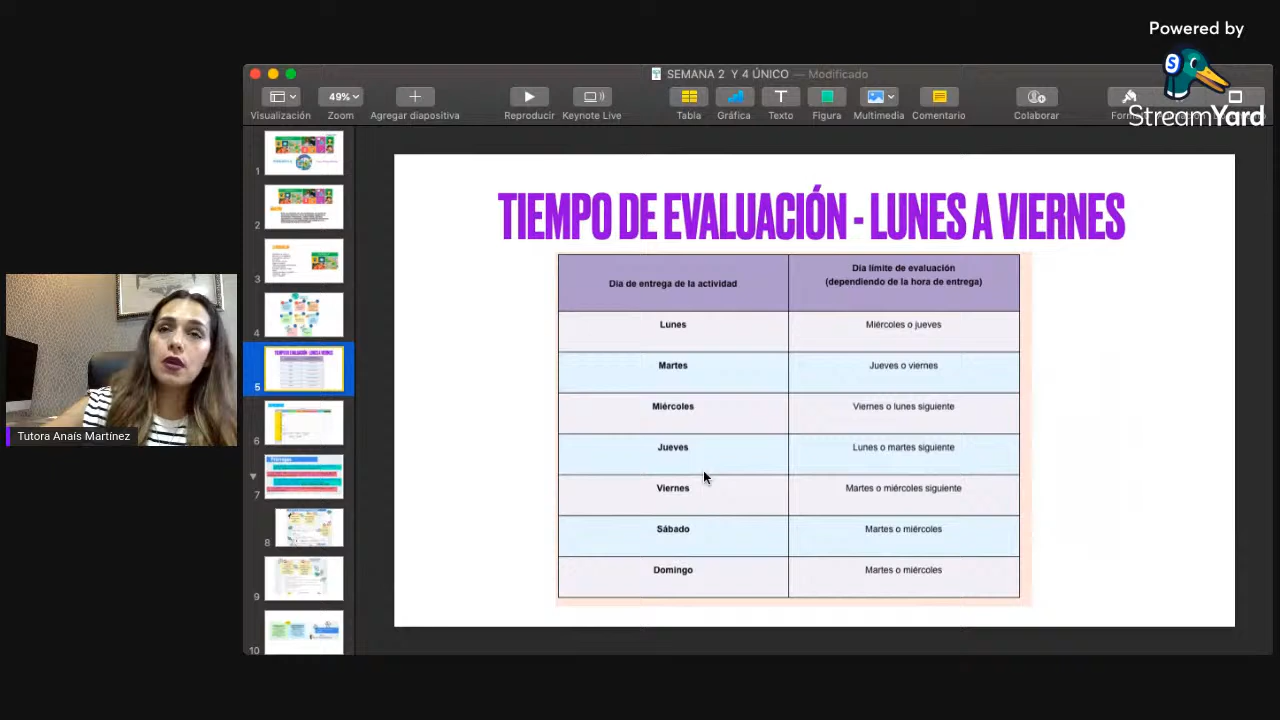 Powered by
StreamYard
SEMANA 2 Y 4 ÚNICO — Modificado
49%
Visualización
Zoom
Agregar diapositiva
Reproducir
Keynote Live
Tabla
Gráfica
Texto
Figura
Multimedia
Comentario
Colaborar
1
2
3
4
5
6
7
8
9
10
Prórrogas
TIEMPO DE EVALUACIÓN - LUNES A VIERNES
Día de entrega de la actividad
Día límite de evaluación
(dependiendo de la hora de entrega)
Lunes
Miércoles o jueves
Martes
Jueves o viernes
Miércoles
Viernes o lunes siguiente
Jueves
Lunes o martes siguiente
Viernes
Martes o miércoles siguiente
Sábado
Martes o miércoles
Domingo
Martes o miércoles
Tutora Anaís Martínez